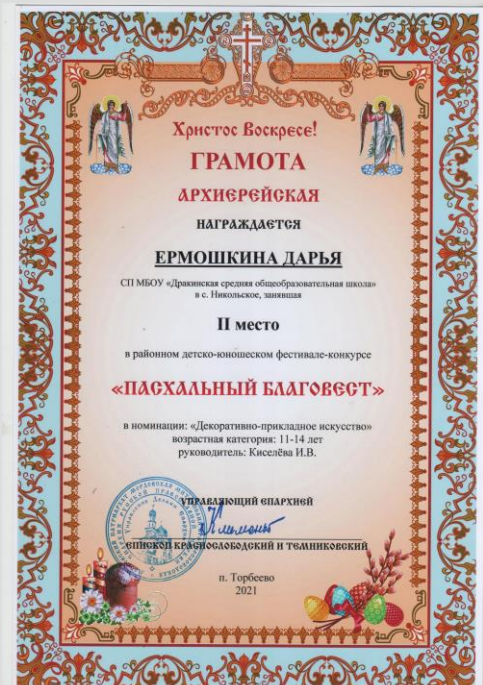 Христос Воскресе!
ГРАМОТА
АРХИЕРЕЙСКАЯ
НАГРАЖДАЕТСЯ
ЕРМОШКИНА ДАРЬЯ
СП МБОУ «Дракинская средняя общеобразовательная школа»
в с. Никольское, занявшая
II место
в районном детско-юношеском фестивале-конкурсе
«ПАСХАЛЬНЫЙ БЛАГОВЕСТ»
в номинации: «Декоративно-прикладное искусство»
возрастная категория: 11-14 лет
руководитель: Киселёва И.В.
УПРАВЛЯЮЩИЙ ЕПАРХИЕЙ
ЕПИСКОП КРАСНОСЛОБОДСКИЙ И ТЕМНИКОВСКИЙ
п. Торбеево
2021